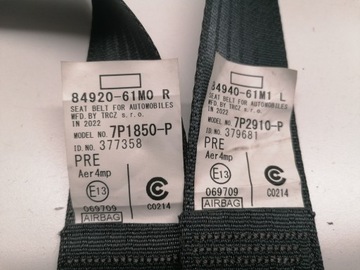 84920-61M0 R
SEAT BELT FOR AUTOMOBILES
MFD. BY TRCZ s.r.o.
IN 2022
MODEL NO. 7P1850-P
ID.NO. 377358
PRE
Aer4mp
E13
069709
C0214
AIRBAG
84940-61M1 L
SEAT BELT FOR AUTOMOBILES
MFD. BY TRCZ s.r.o.
IN 2022
MODEL NO. 7P2910-P
ID.NO. 379681
PRE
Aer4mp
E13
069709
C0214
AIRBAG